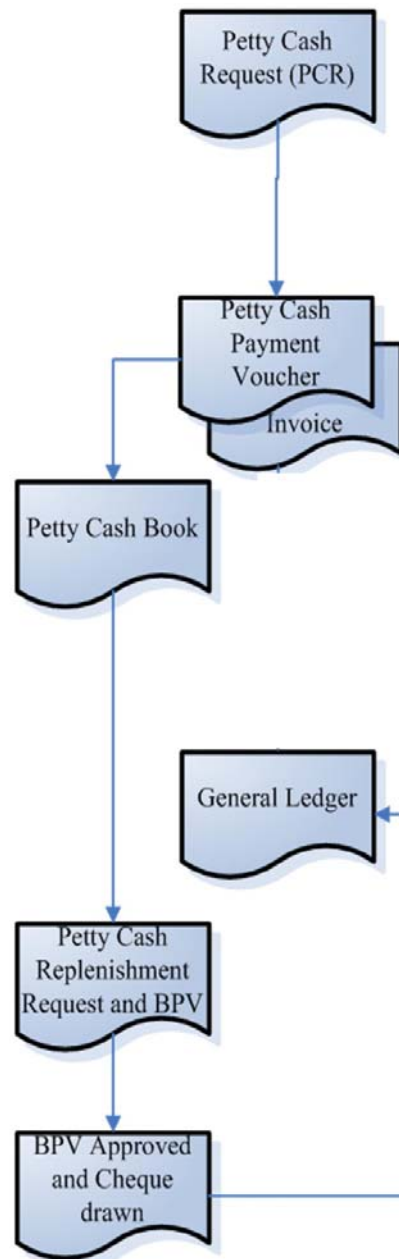 Petty Cash
Request (PCR)
Petty Cash
Payment
Voucher
Invoice
Petty Cash Book
General Ledger
Petty Cash
Replenishment
Request and BPV
BPV Approved
and Cheque
drawn